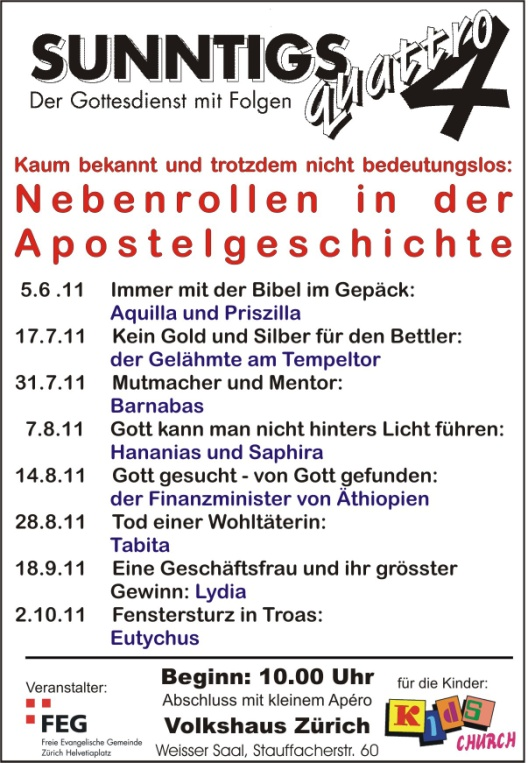 SUNNTIGS
quattro
4
Der Gottesdienst mit Folgen
Kaum bekannt und trotzdem nicht bedeutungslos:
Nebenrollen in der
Apostelgeschichte
5.6 .11 Immer mit der Bibel im Gepäck:
Aquilla und Priszilla
17.7.11 Kein Gold und Silber für den Bettler:
der Gelähmte am Tempeltor
31.7.11 Mutmacher und Mentor:
Barnabas
7.8.11 Gott kann man nicht hinters Licht führen:
Hananias und Saphira
14.8.11 Gott gesucht - von Gott gefunden:
der Finanzminister von Äthiopien
28.8.11 Tod einer Wohltäterin:
Tabita
18.9.11 Eine Geschäftsfrau und ihr grösster
Gewinn: Lydia
2.10.11 Fenstersturz in Troas:
Eutychus
Veranstalter:
FEG
Freie Evangelische Gemeinde
Zürich Helvetiaplatz
Beginn: 10.00 Uhr
Abschluss mit kleinem Apéro
Volkshaus Zürich
Weisser Saal, Stauffacherstr. 60
für die Kinder:
KidS
CHURCH